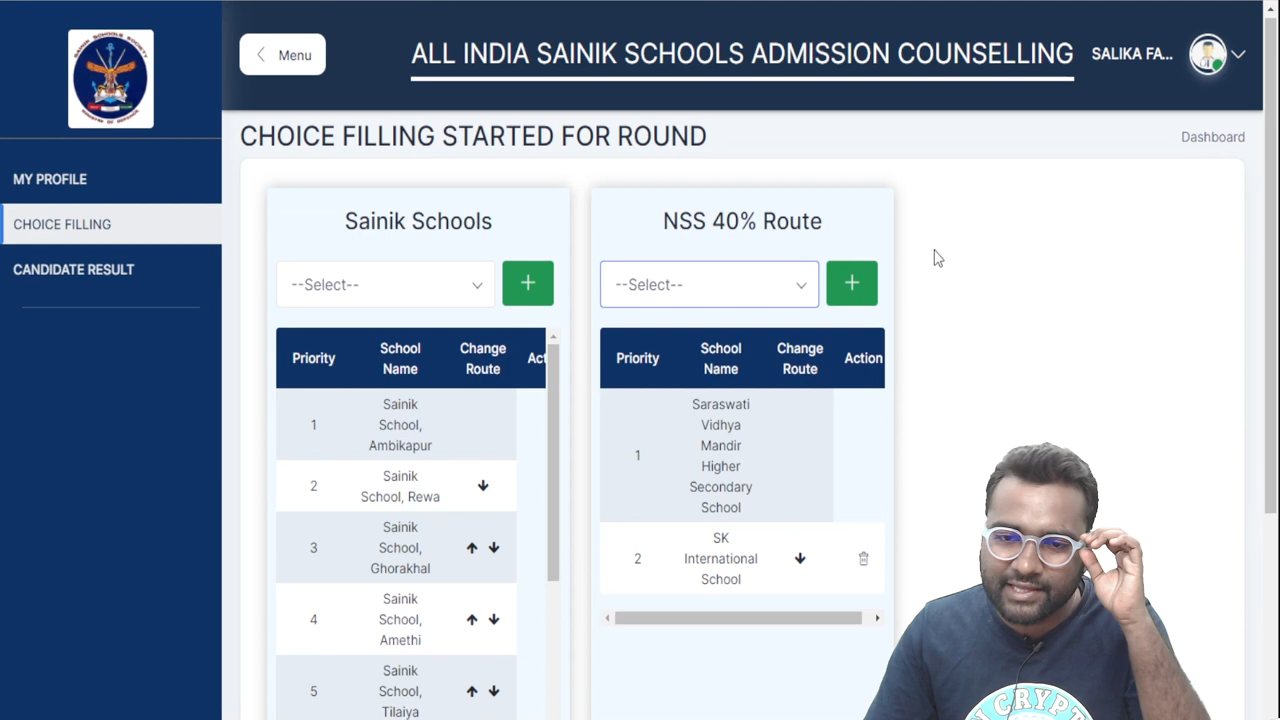 SAINIK SCHOOLS SOCIETY
Menu
ALL INDIA SAINIK SCHOOLS ADMISSION COUNSELLING
SALIKA FA...
MY PROFILE
CHOICE FILLING
CANDIDATE RESULT
CHOICE FILLING STARTED FOR ROUND
Dashboard
Sainik Schools
--Select--
+
Priority
School
Name
Change
Route
Act
1
Sainik
School,
Ambikapur
2
Sainik
School, Rewa
3
Sainik
School,
Ghorakhal
4
Sainik
School,
Amethi
5
Sainik
School,
Tilaiya
NSS 40% Route
--Select--
+
Priority
School
Name
Change
Route
Action
1
Saraswati
Vidhya
Mandir
Higher
Secondary
School
2
SK
International
School